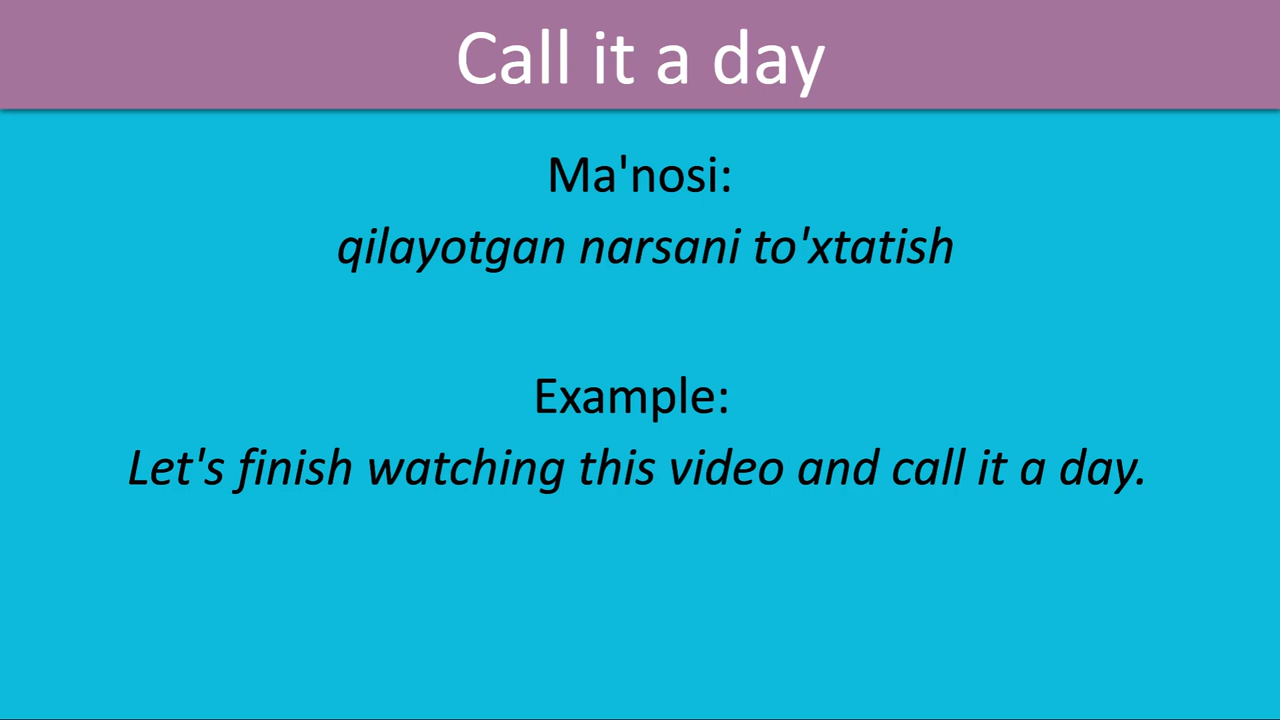 Call it a day
Ma'nosi:
qilayotgan narsani to'xtatish
Example:
Let's finish watching this video and call it a day.